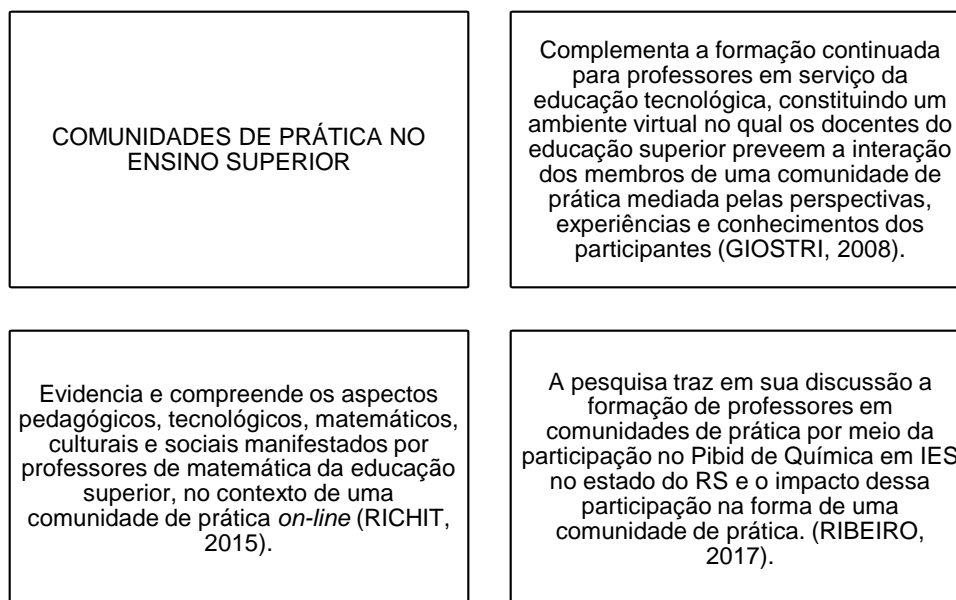 COMUNIDADES DE PRÁTICA NO
ENSINO SUPERIOR
Complementa a formação continuada
para professores em serviço da
educação tecnológica, constituindo um
ambiente virtual no qual os docentes do
educação superior preveem a interação
dos membros de uma comunidade de
prática mediada pelas perspectivas,
experiências e conhecimentos dos
participantes (GIOSTRI, 2008).
Evidencia e compreende os aspectos
pedagógicos, tecnológicos, matemáticos,
culturais e sociais manifestados por
professores de matemática da educação
superior, no contexto de uma
comunidade de prática on-line (RICHIT,
2015).
A pesquisa traz em sua discussão a
formação de professores em
comunidades de prática por meio da
participação no Pibid de Química em IES
no estado do RS e o impacto dessa
participação na forma de uma
comunidade de prática. (RIBEIRO,
2017).